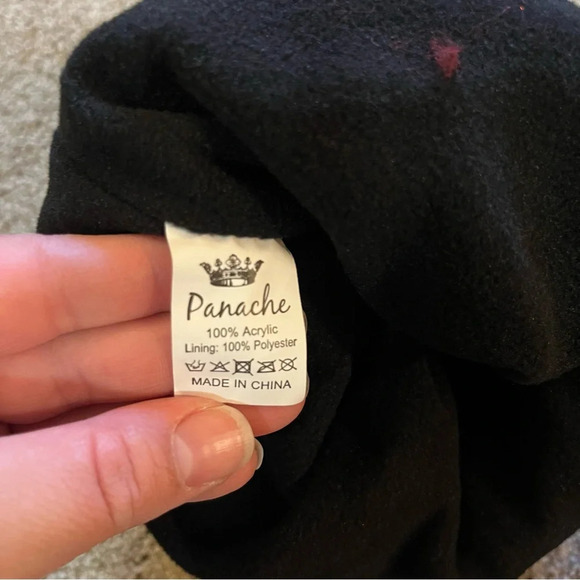 Panache
100% Acrylic
Lining: 100% Polyester
MADE IN CHINA